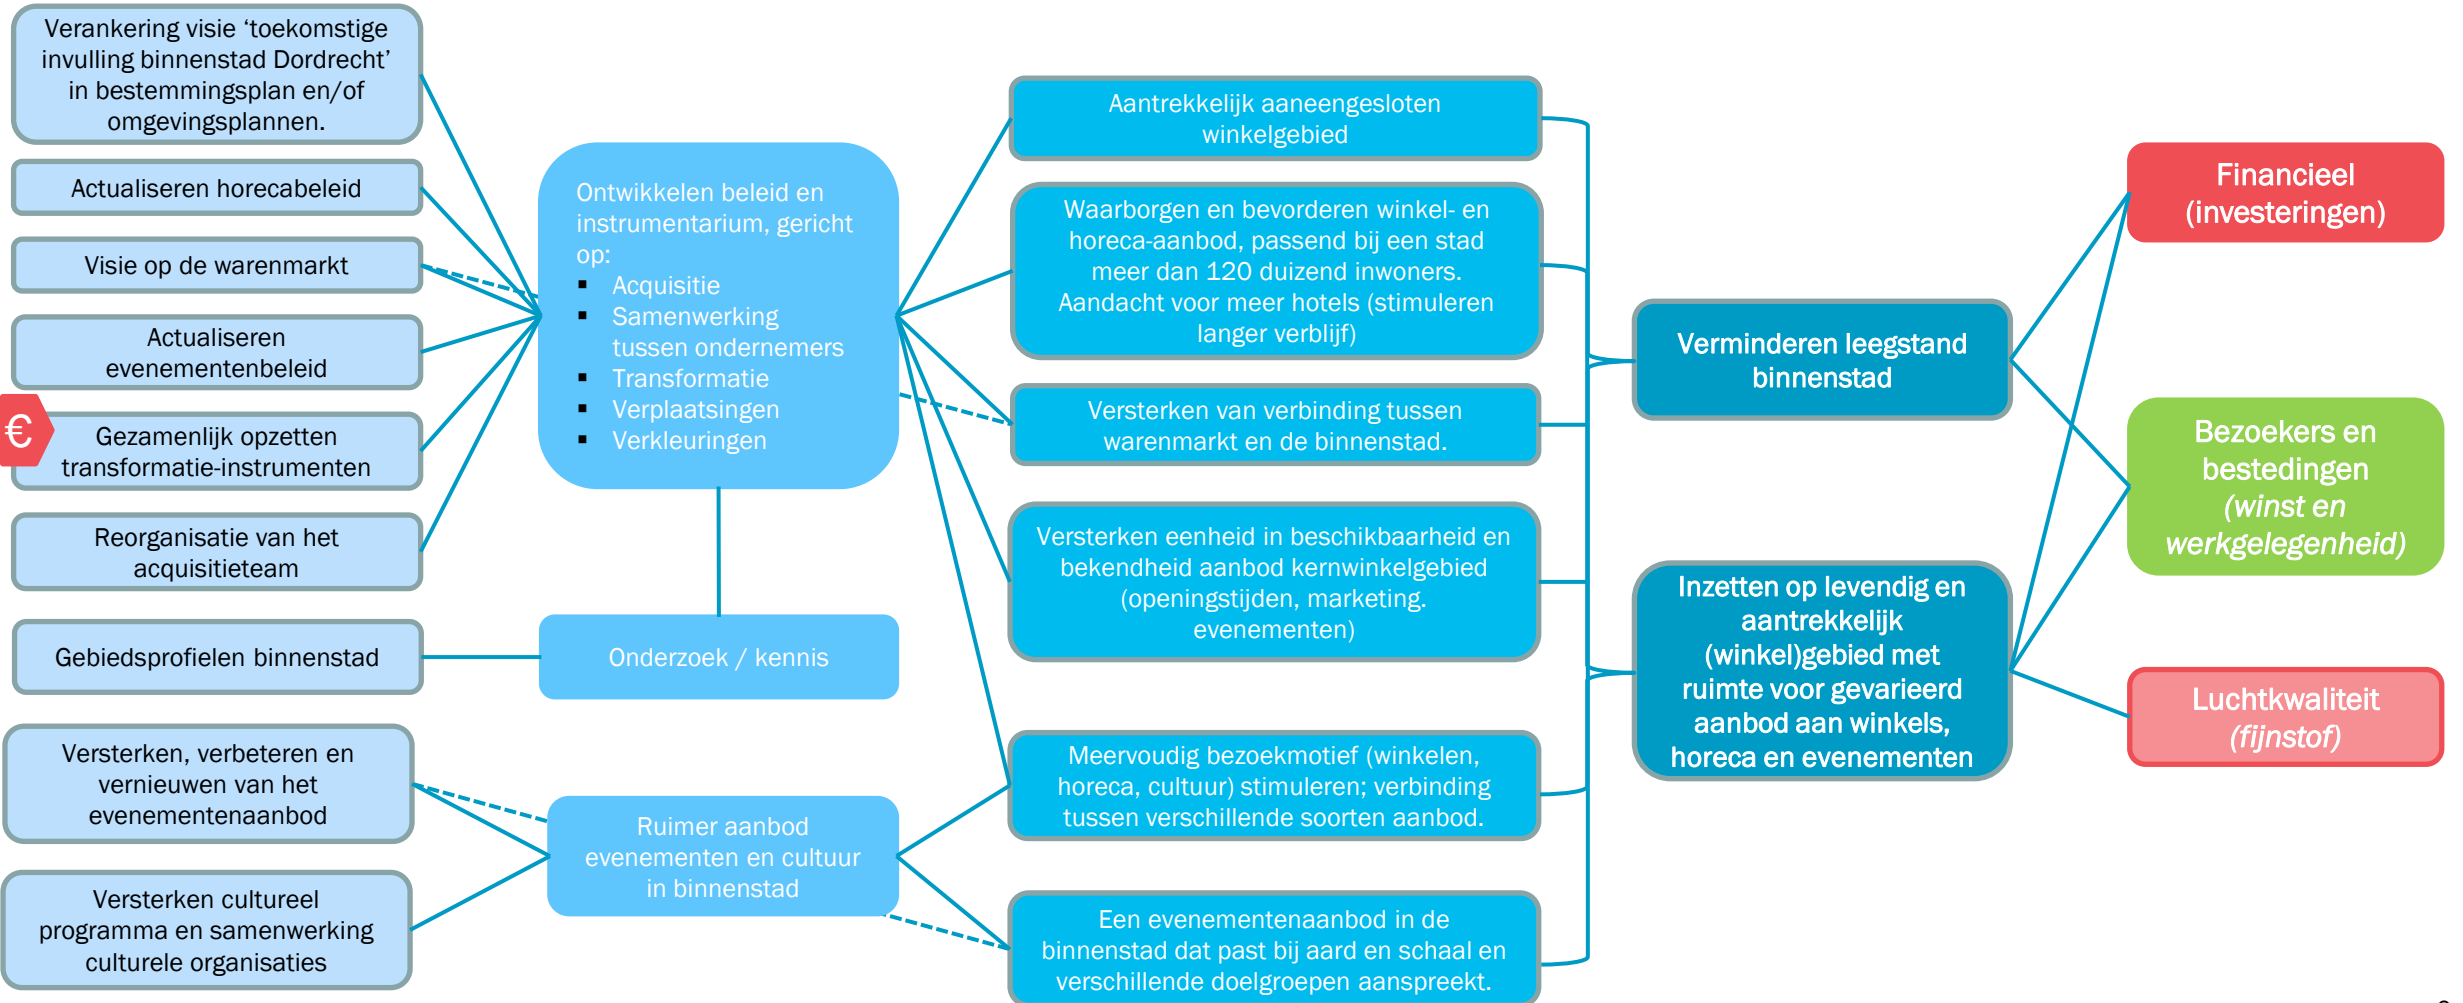 Verankering visie ‘toekomstige
invulling binnenstad Dordrecht’
in bestemmingsplan en/of
omgevingsplannen.
Actualiseren horecabeleid
Visie op de warenmarkt
Actualiseren
evenementenbeleid
€
Gezamenlijk opzetten
transformatie-instrumenten
Reorganisatie van het
acquisitieteam
Gebiedsprofielen binnenstad
Versterken, verbeteren en
vernieuwen van het
evenementenaanbod
Versterken cultureel
programma en samenwerking
culturele organisaties
Ontwikkelen beleid en
instrumentarium, gericht
op:
▪ Acquisitie
▪ Samenwerking
tussen ondernemers
▪ Transformatie
▪ Verplaatsingen
▪ Verkleuringen
Onderzoek / kennis
Ruimer aanbod
evenementen en cultuur
in binnenstad
Aantrekkelijk aaneengesloten
winkelgebied
Waarborgen en bevorderen winkel- en
horeca-aanbod, passend bij een stad
meer dan 120 duizend inwoners.
Aandacht voor meer hotels (stimuleren
langer verblijf)
Versterken van verbinding tussen
warenmarkt en de binnenstad.
Versterken eenheid in beschikbaarheid en
bekendheid aanbod kernwinkelgebied
(openingstijden, marketing.
evenementen)
Meervoudig bezoekmotief (winkelen,
horeca, cultuur) stimuleren; verbinding
tussen verschillende soorten aanbod.
Een evenementenaanbod in de
binnenstad dat past bij aard en schaal en
verschillende doelgroepen aanspreekt.
Verminderen leegstand
binnenstad
Inzetten op levendig en
aantrekkelijk
(winkel)gebied met
ruimte voor gevarieerd
aanbod aan winkels,
horeca en evenementen
Financieel
(investeringen)
Bezoekers en
bestedingen
(winst en
werkgelegenheid)
Luchtkwaliteit
(fijnstof)